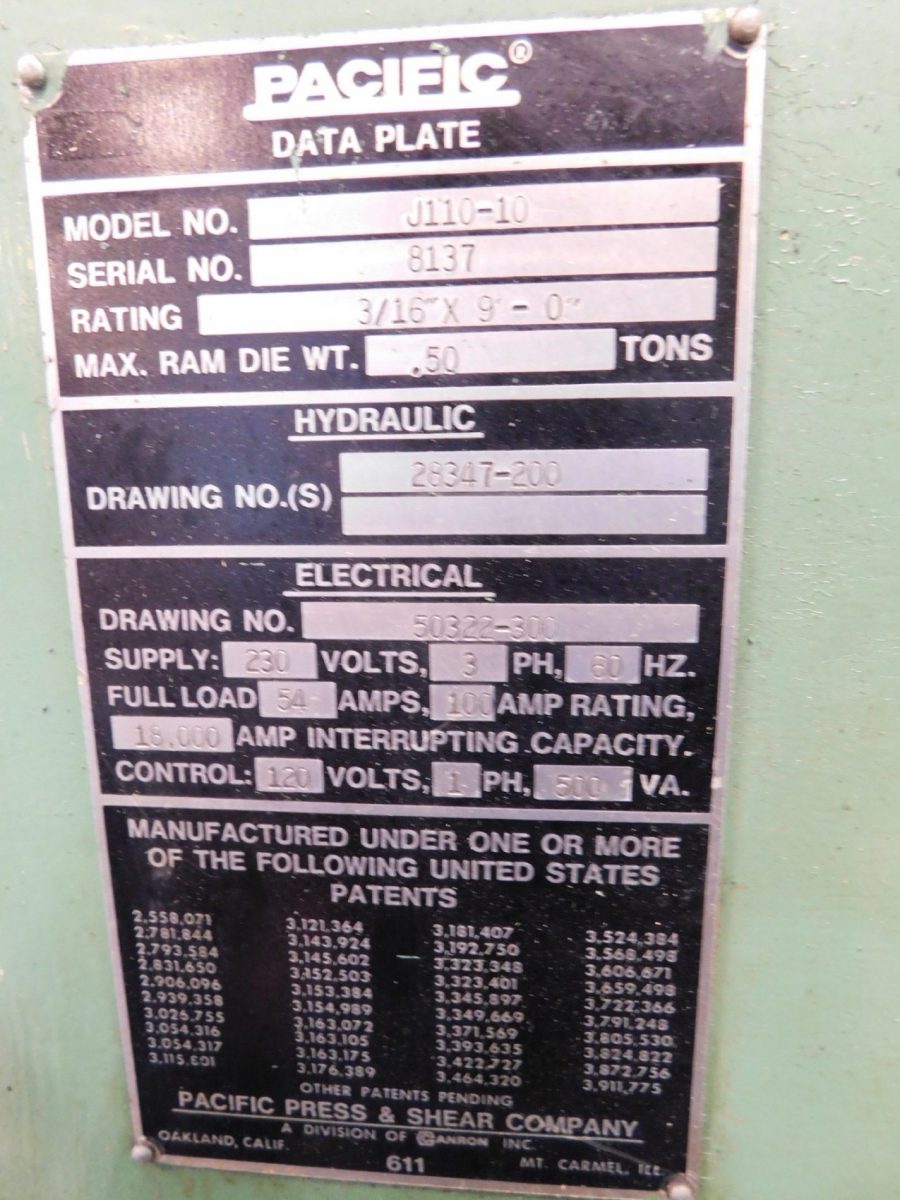 PACIFIC®
DATA PLATE
MODEL NO. J110-10
SERIAL NO. 8137
RATING 3/16" X 9' - 0"
MAX. RAM DIE WT. .50 TONS
HYDRAULIC
DRAWING NO.(S) 28347-200
ELECTRICAL
DRAWING NO. 50322-300
SUPPLY: 230 VOLTS, 3 PH, 60 HZ.
FULL LOAD 54 AMPS, 100 AMP RATING,
18,000 AMP INTERRUPTING CAPACITY.
CONTROL: 120 VOLTS, 1 PH, 500 VA.
MANUFACTURED UNDER ONE OR MORE
OF THE FOLLOWING UNITED STATES
PATENTS
2,558,071 3,121,364 3,181,407 3,524,384
2,781,844 3,143,924 3,192,750 3,568,498
2,793,584 3,145,602 3,323,348 3,606,671
2,831,650 3,152,503 3,323,401 3,659,498
2,906,096 3,153,384 3,345,897 3,722,366
2,939,358 3,154,989 3,349,669 3,791,248
3,026,755 3,163,072 3,371,569 3,805,530
3,054,316 3,163,105 3,393,635 3,824,822
3,054,317 3,163,175 3,422,727 3,872,756
3,115,801 3,176,389 3,464,320 3,911,775
OTHER PATENTS PENDING
PACIFIC PRESS & SHEAR COMPANY
A DIVISION OF CANRON INC.
OAKLAND, CALIF. 611 MT. CARMEL, ILL.